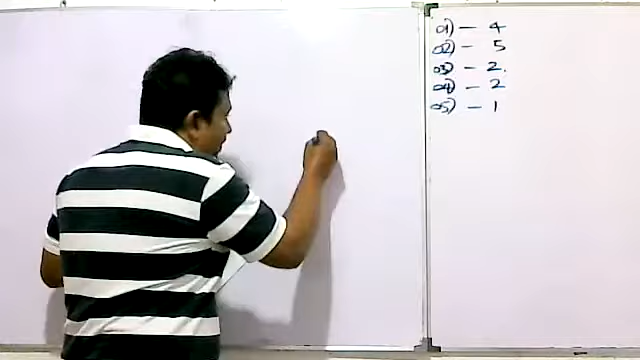 01) - 4
02) - 5
03) - 2.
04) - 2
05) - 1